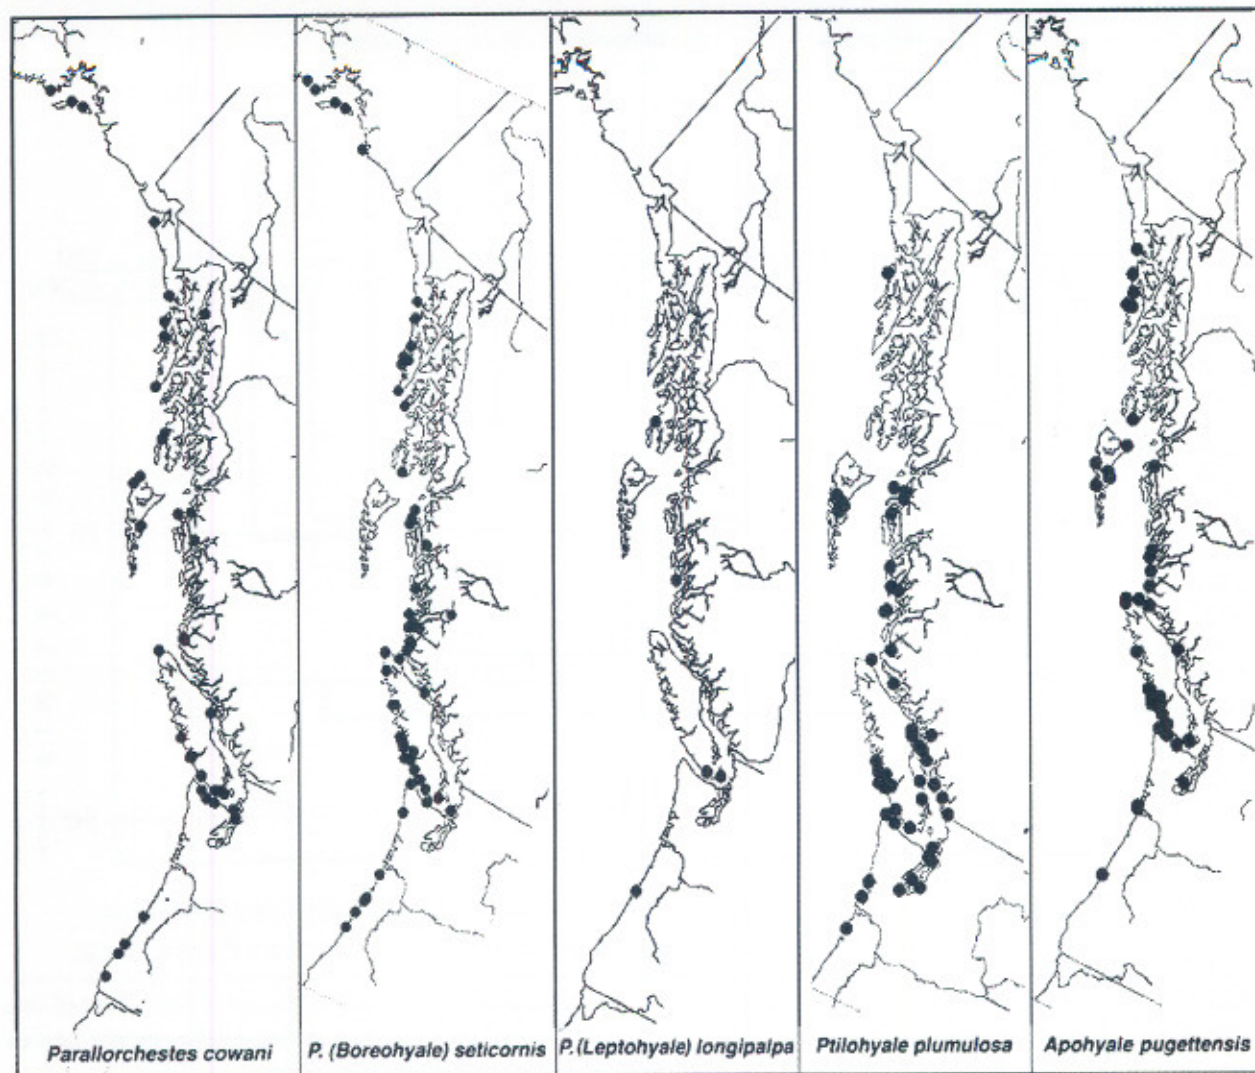 Parallorchestes cowani
P. (Boreohyale) seticornis
P. (Leptohyale) longipalpa
Ptilohyale plumulosa
Apohyale pugettensis